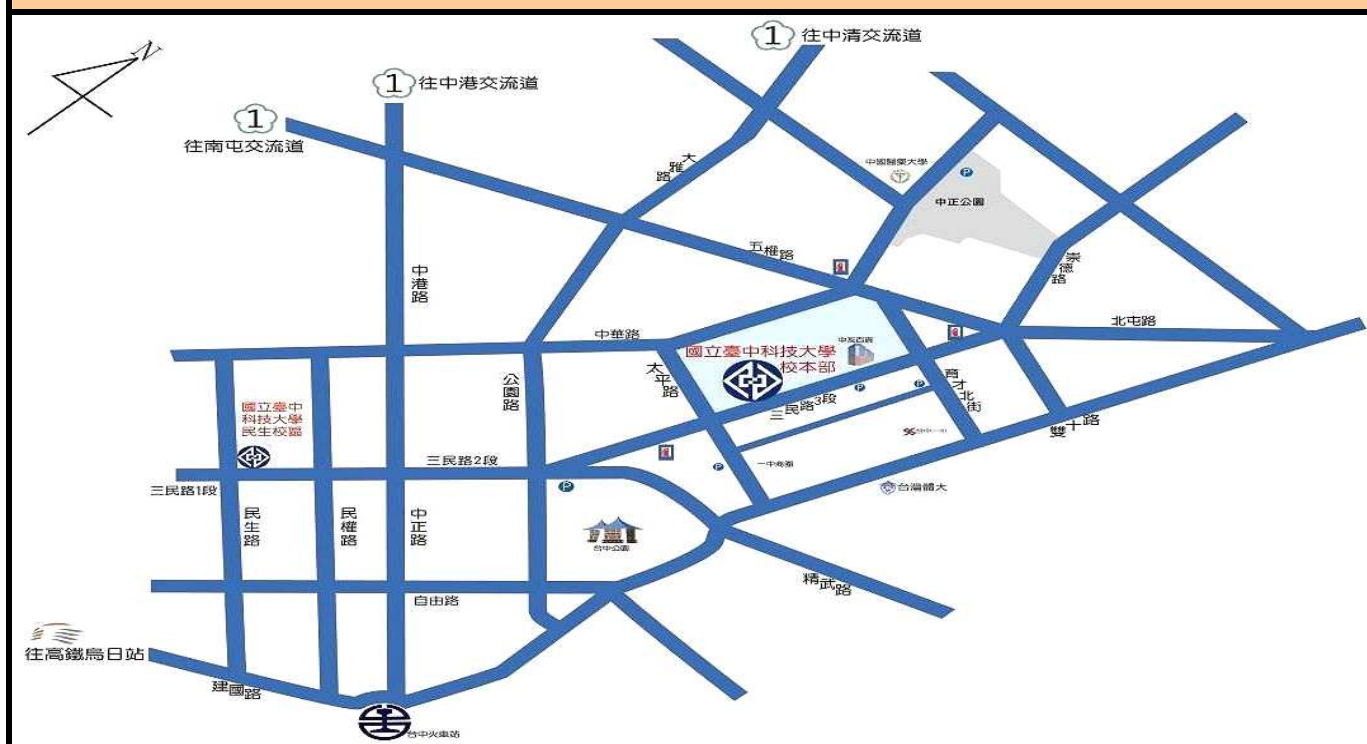 N
1 往中清交流道
1 往中港交流道
1
往南屯交流道
大雅路
中國醫藥大學
P
中正公園
五權路
崇德路
中港路
北屯路
中華路
中友百貨
國立臺中科技大學
校本部
太平路
公園路
育才北街
P
P
三民路3段
國立臺中
科技大學
民生校區
雙十路
三民路2段
一中商圈
P
三民路1段
P
台灣體大
民生路
民權路
中正路
台中公園
精武路
自由路
往高鐵烏日站
建國路
台中火車站